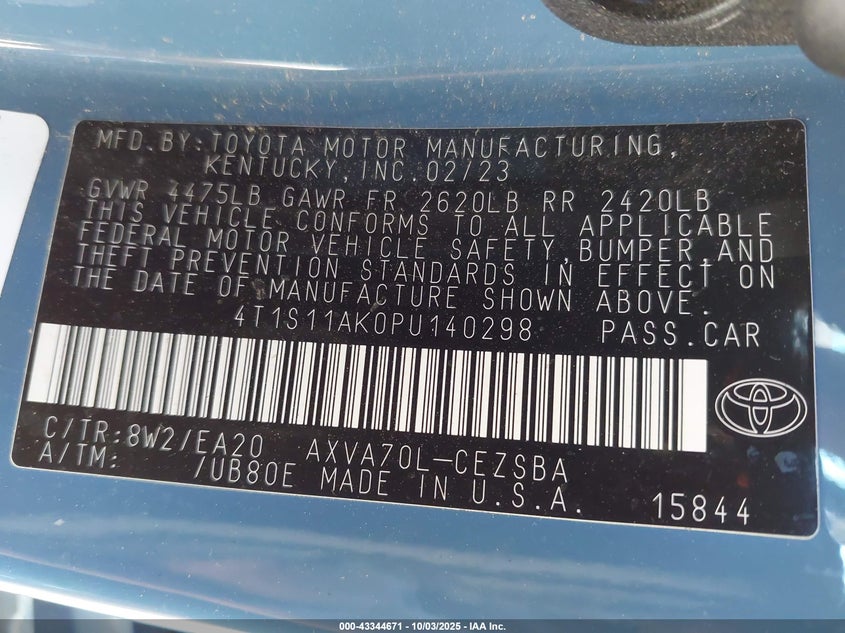 MFD.BY:TOYOTA MOTOR MANUFACTURING,
KENTUCKY,INC.02/23
GVWR 4475LB GAWR FR 2620LB RR 2420LB
THIS VEHICLE CONFORMS TO ALL APPLICABLE
FEDERAL MOTOR VEHICLE SAFETY,BUMPER,AND
THEFT PREVENTION STANDARDS IN EFFECT ON
THE DATE OF MANUFACTURE SHOWN ABOVE.
4T1S11AK0PU140298 PASS.CAR
C/TR:8W2/EA20 AXVA70L-CEZSBA
A/TM: /UB80E MADE IN U.S.A. 15844
000-43344671 - 10/03/2025 - IAA Inc.